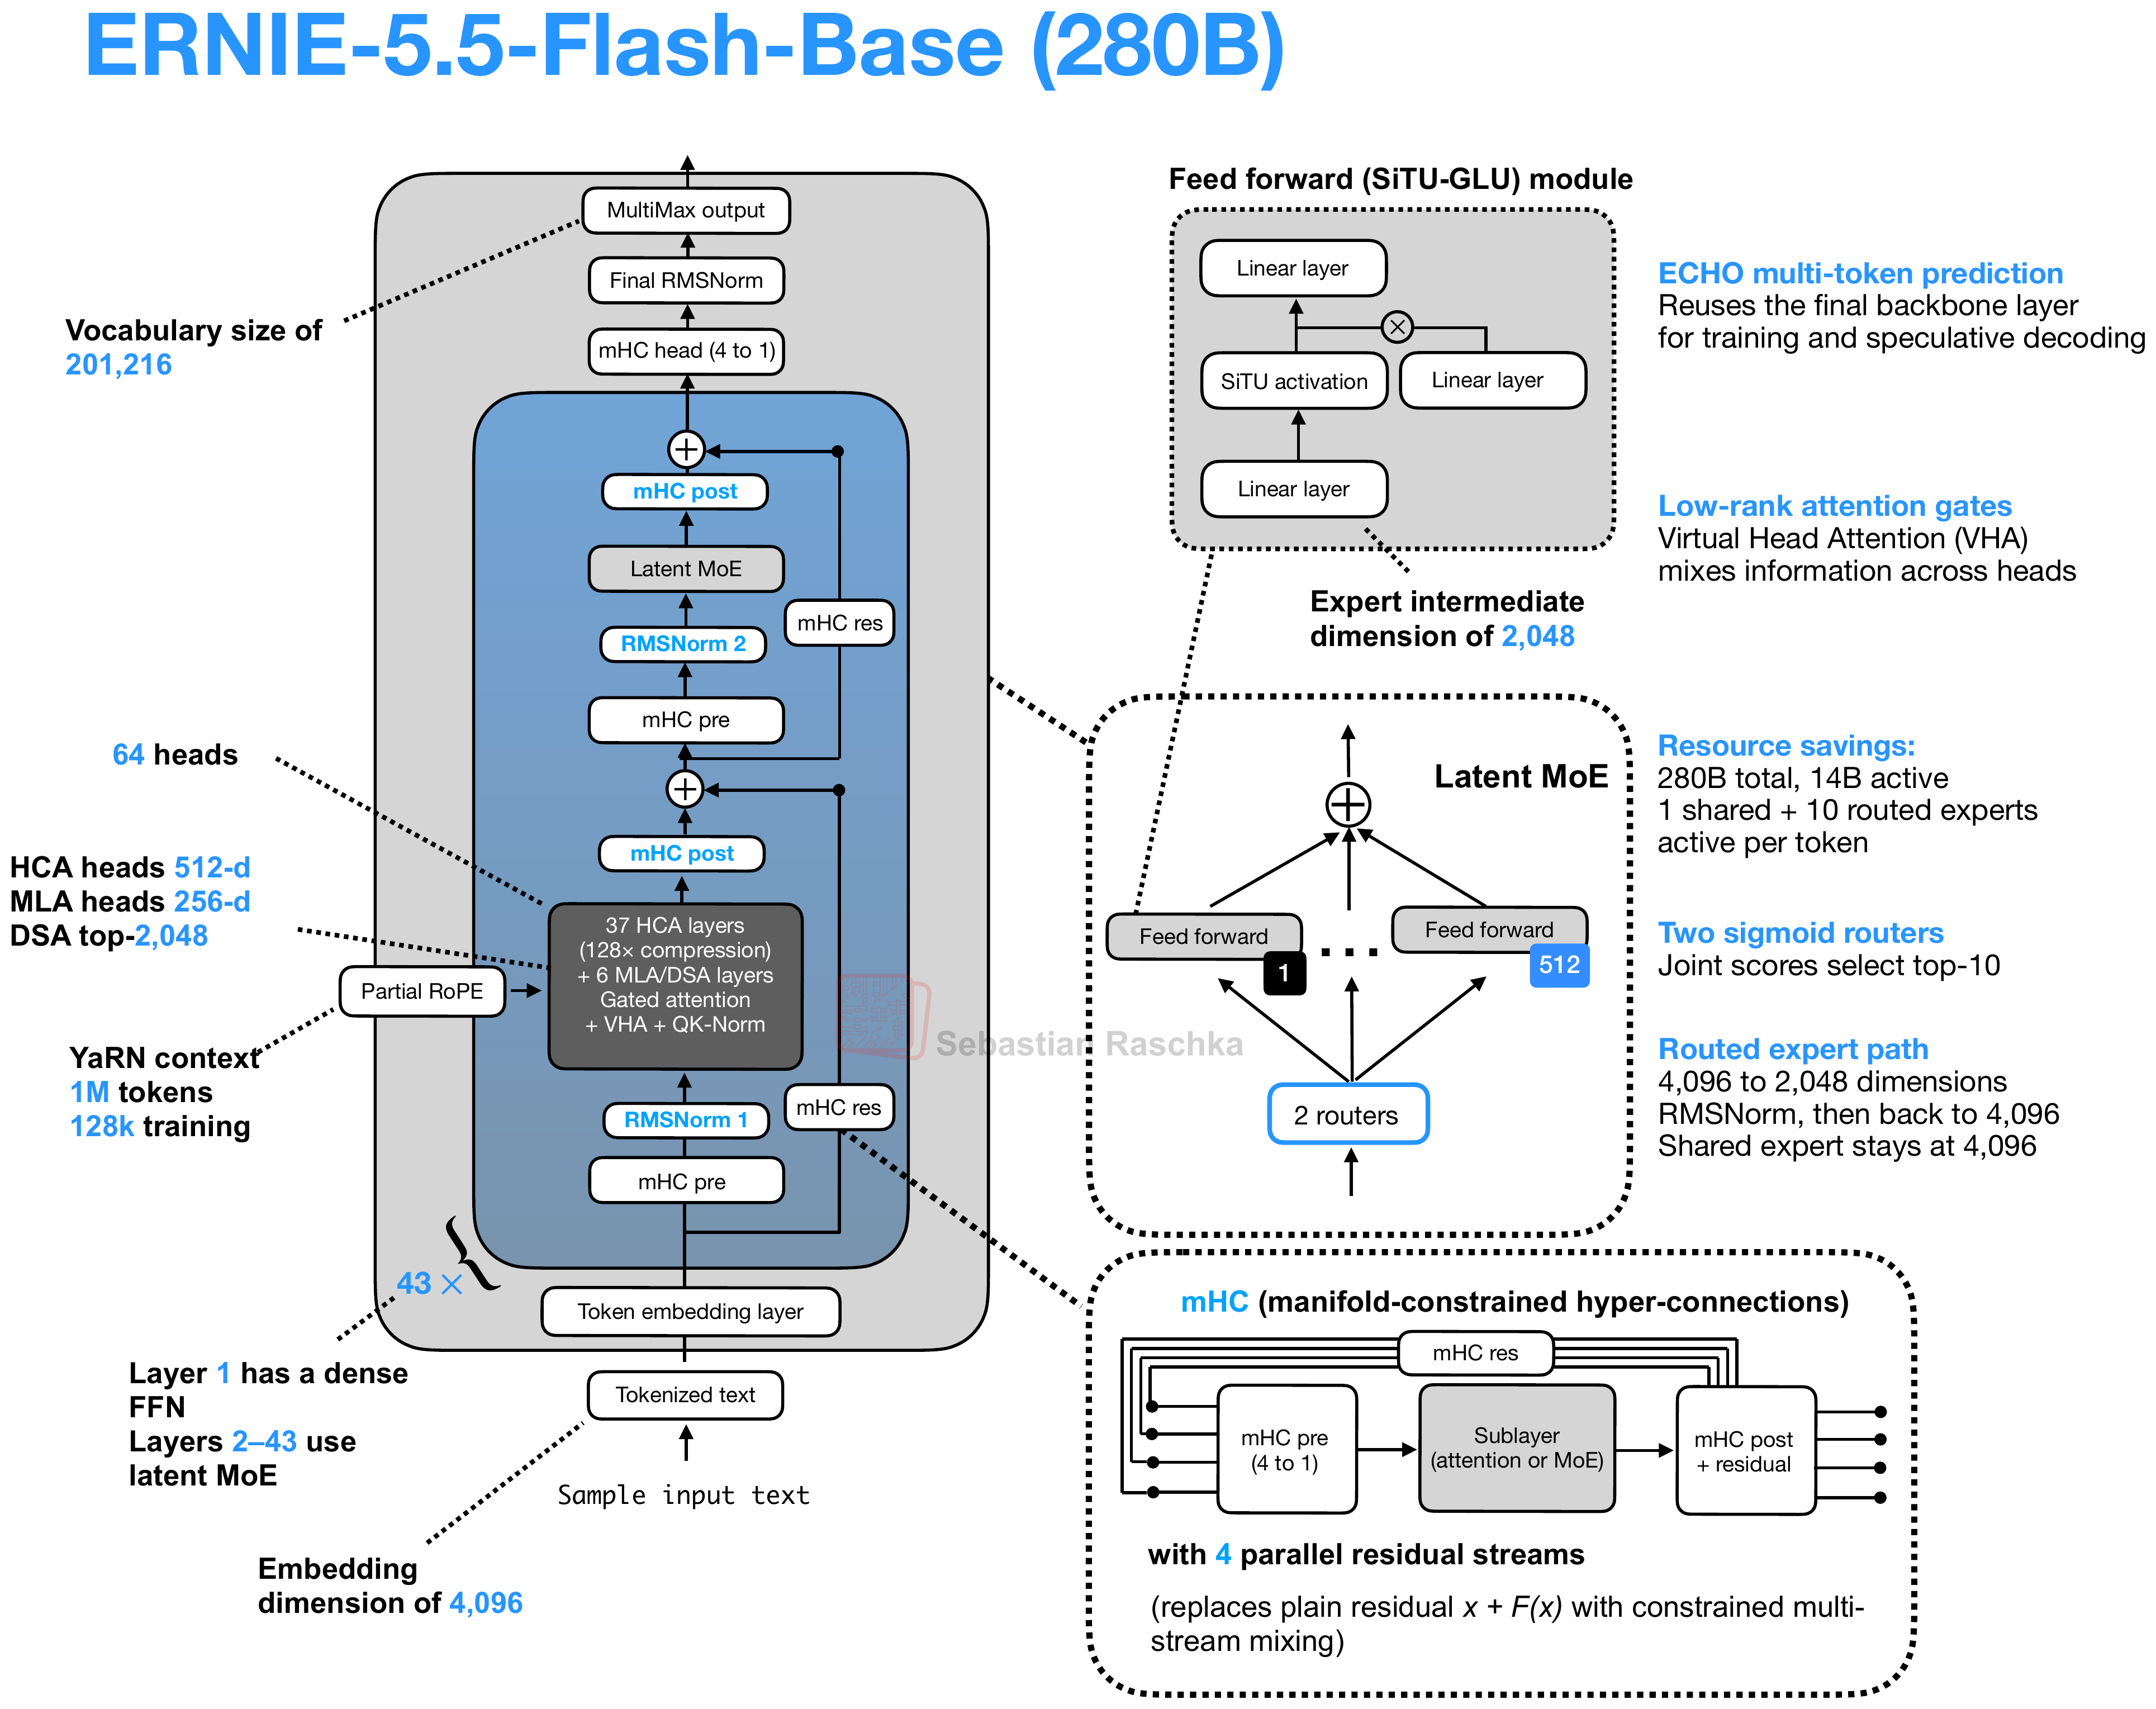 ERNIE-5.5-Flash-Base (280B)
MultiMax output
Final RMSNorm
mHC head (4 to 1)
Vocabulary size of
201,216
mHC post
Latent MoE
mHC res
RMSNorm 2
mHC pre
64 heads
mHC post
HCA heads 512-d
MLA heads 256-d
DSA top-2,048
37 HCA layers
(128× compression)
+ 6 MLA/DSA layers
Gated attention
+ VHA + QK-Norm
Partial RoPE
YaRN context
1M tokens
128k training
RMSNorm 1
mHC res
mHC pre
43 ×
Token embedding layer
Layer 1 has a dense
FFN
Layers 2–43 use
latent MoE
Tokenized text
Sample input text
Embedding
dimension of 4,096
Sebastian Raschka
Feed forward (SiTU-GLU) module
Linear layer
SiTU activation
Linear layer
Linear layer
Expert intermediate
dimension of 2,048
Latent MoE
Feed forward
1
Feed forward
512
2 routers
ECHO multi-token prediction
Reuses the final backbone layer
for training and speculative decoding
Low-rank attention gates
Virtual Head Attention (VHA)
mixes information across heads
Resource savings:
280B total, 14B active
1 shared + 10 routed experts
active per token
Two sigmoid routers
Joint scores select top-10
Routed expert path
4,096 to 2,048 dimensions
RMSNorm, then back to 4,096
Shared expert stays at 4,096
mHC (manifold-constrained hyper-connections)
mHC res
mHC pre
(4 to 1)
Sublayer
(attention or MoE)
mHC post
+ residual
with 4 parallel residual streams
(replaces plain residual x + F(x) with constrained multi-
stream mixing)